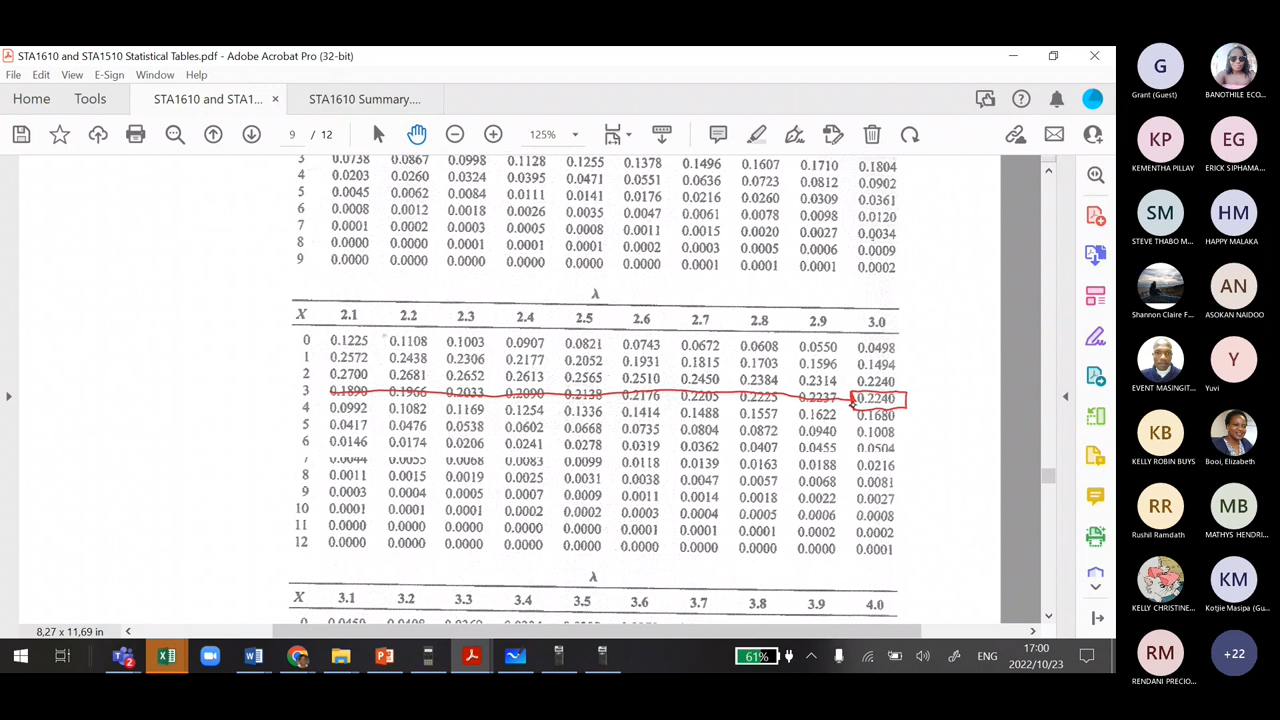 STA1610 and STA1510 Statistical Tables.pdf - Adobe Acrobat Pro (32-bit)
File Edit View E-Sign Window Help
Home Tools STA1610 and STA1... × STA1610 Summary....
9 / 12 125%
3 0.0738 0.0867 0.0998 0.1128 0.1255 0.1378 0.1496 0.1607 0.1710 0.1804
4 0.0203 0.0260 0.0324 0.0395 0.0471 0.0551 0.0636 0.0723 0.0812 0.0902
5 0.0045 0.0062 0.0084 0.0111 0.0141 0.0176 0.0216 0.0260 0.0309 0.0361
6 0.0008 0.0012 0.0018 0.0026 0.0035 0.0047 0.0061 0.0078 0.0098 0.0120
7 0.0001 0.0002 0.0003 0.0005 0.0008 0.0011 0.0015 0.0020 0.0027 0.0034
8 0.0000 0.0000 0.0001 0.0001 0.0001 0.0002 0.0003 0.0005 0.0006 0.0009
9 0.0000 0.0000 0.0000 0.0000 0.0000 0.0000 0.0001 0.0001 0.0001 0.0002
λ
X 2.1 2.2 2.3 2.4 2.5 2.6 2.7 2.8 2.9 3.0
0 0.1225 0.1108 0.1003 0.0907 0.0821 0.0743 0.0672 0.0608 0.0550 0.0498
1 0.2572 0.2438 0.2306 0.2177 0.2052 0.1931 0.1815 0.1703 0.1596 0.1494
2 0.2700 0.2681 0.2652 0.2613 0.2565 0.2510 0.2450 0.2384 0.2314 0.2240
3 0.1890 0.1966 0.2033 0.2090 0.2138 0.2176 0.2205 0.2225 0.2237 0.2240
4 0.0992 0.1082 0.1169 0.1254 0.1336 0.1414 0.1488 0.1557 0.1622 0.1680
5 0.0417 0.0476 0.0538 0.0602 0.0668 0.0735 0.0804 0.0872 0.0940 0.1008
6 0.0146 0.0174 0.0206 0.0241 0.0278 0.0319 0.0362 0.0407 0.0455 0.0504
7 0.0044 0.0055 0.0068 0.0083 0.0099 0.0118 0.0139 0.0163 0.0188 0.0216
8 0.0011 0.0015 0.0019 0.0025 0.0031 0.0038 0.0047 0.0057 0.0068 0.0081
9 0.0003 0.0004 0.0005 0.0007 0.0009 0.0011 0.0014 0.0018 0.0022 0.0027
10 0.0001 0.0001 0.0001 0.0002 0.0002 0.0003 0.0004 0.0005 0.0006 0.0008
11 0.0000 0.0000 0.0000 0.0000 0.0000 0.0001 0.0001 0.0001 0.0002 0.0002
12 0.0000 0.0000 0.0000 0.0000 0.0000 0.0000 0.0000 0.0000 0.0000 0.0001
λ
X 3.1 3.2 3.3 3.4 3.5 3.6 3.7 3.8 3.9 4.0
8,27 x 11,69 in
61% ENG 17:00
2022/10/23
G
Grant (Guest) BANOTHILE ECO...
KP EG
KEMENTHA PILLAY ERICK SIPHAMA...
SM HM
STEVE THABO M... HAPPY MALAKA
AN
Shannon Claire F... ASOKAN NAIDOO
Y
EVENT MASINGIT... Yuvi
KB
KELLY ROBIN BUYS Booi, Elizabeth
RR MB
Rushil Ramdath MATHYS HENDRI...
KM
KELLY CHRISTINE... Kotjie Masipa (Gu...
RM +22
RENDANI PRECIO...